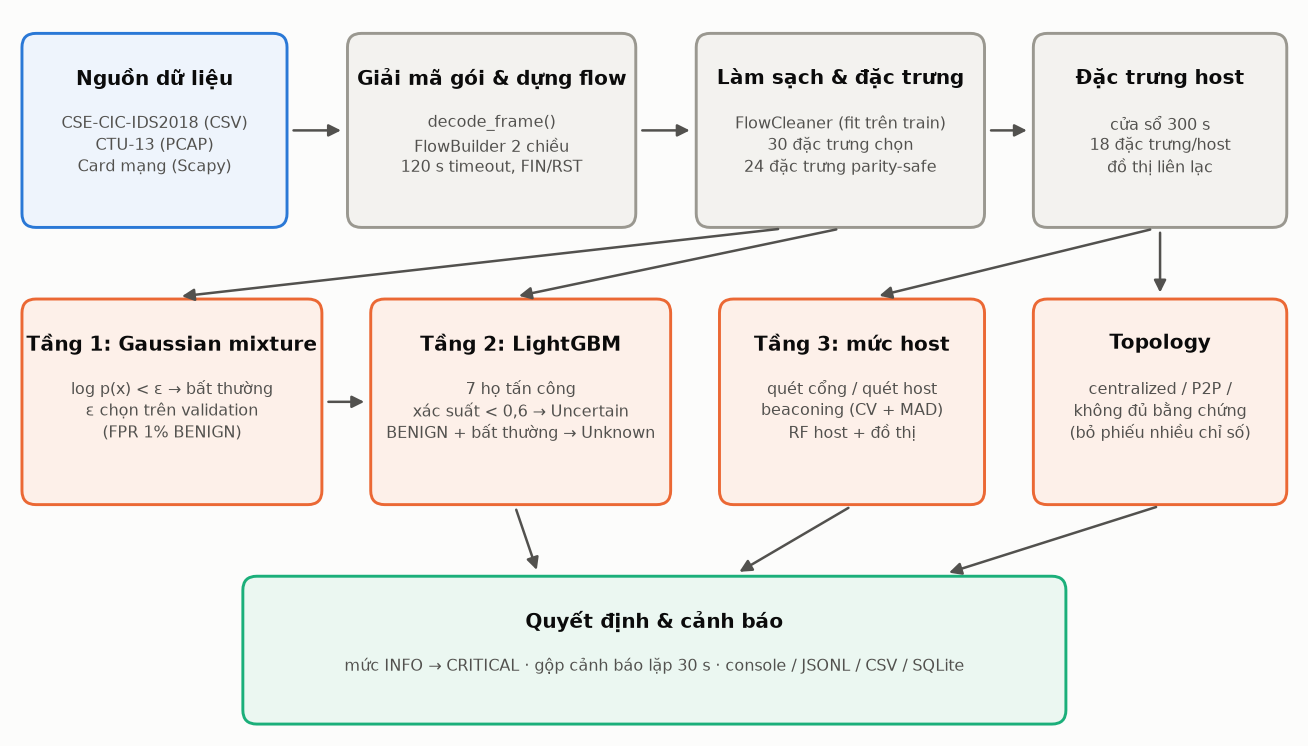 Nguồn dữ liệu
CSE-CIC-IDS2018 (CSV)
CTU-13 (PCAP)
Card mạng (Scapy)
Giải mã gói & dựng flow
decode_frame()
FlowBuilder 2 chiều
120 s timeout, FIN/RST
Làm sạch & đặc trưng
FlowCleaner (fit trên train)
30 đặc trưng chọn
24 đặc trưng parity-safe
Đặc trưng host
cửa sổ 300 s
18 đặc trưng/host
đồ thị liên lạc
Tầng 1: Gaussian mixture
log p(x) < ε → bất thường
ε chọn trên validation
(FPR 1% BENIGN)
Tầng 2: LightGBM
7 họ tấn công
xác suất < 0,6 → Uncertain
BENIGN + bất thường → Unknown
Tầng 3: mức host
quét cổng / quét host
beaconing (CV + MAD)
RF host + đồ thị
Topology
centralized / P2P /
không đủ bằng chứng
(bỏ phiếu nhiều chỉ số)
Quyết định & cảnh báo
mức INFO → CRITICAL · gộp cảnh báo lặp 30 s · console / JSONL / CSV / SQLite